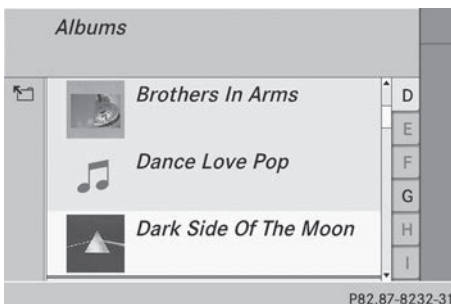 Albums
Brothers In Arms
Dance Love Pop
Dark Side Of The Moon
D
E
F
G
H
I
P82.87-8232-31